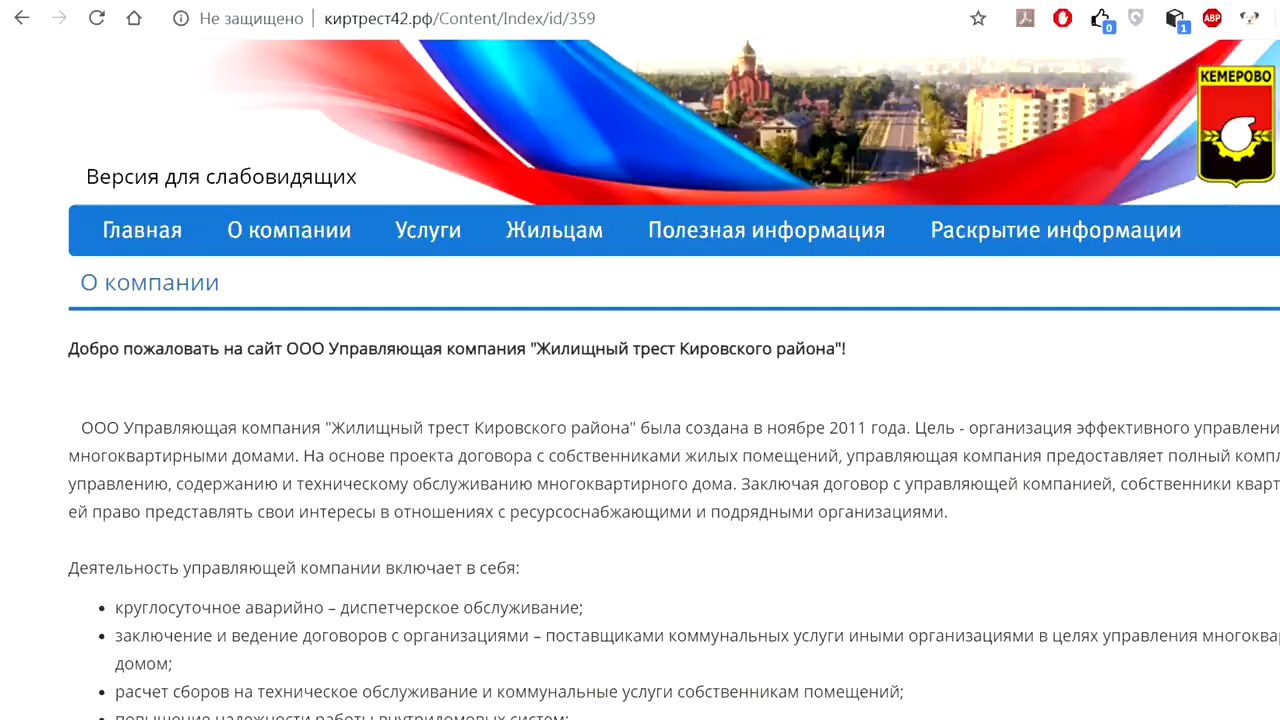 Не защищено | киртрест42.рф/Content/Index/id/359
0
1
ABP
КЕМЕРОВО
Версия для слабовидящих
Главная О компании Услуги Жильцам Полезная информация Раскрытие информации
О компании
Добро пожаловать на сайт ООО Управляющая компания "Жилищный трест Кировского района"!
ООО Управляющая компания "Жилищный трест Кировского района" была создана в ноябре 2011 года. Цель - организация эффективного управлени
многоквартирными домами. На основе проекта договора с собственниками жилых помещений, управляющая компания предоставляет полный компл
управлению, содержанию и техническому обслуживанию многоквартирного дома. Заключая договор с управляющей компанией, собственники кварт
ей право представлять свои интересы в отношениях с ресурсоснабжающими и подрядными организациями.
Деятельность управляющей компании включает в себя:
• круглосуточное аварийно – диспетчерское обслуживание;
• заключение и ведение договоров с организациями – поставщиками коммунальных услуги иными организациями в целях управления многоква
домом;
• расчет сборов на техническое обслуживание и коммунальные услуги собственникам помещений;
• повышение надежности работы внутридомовых систем;